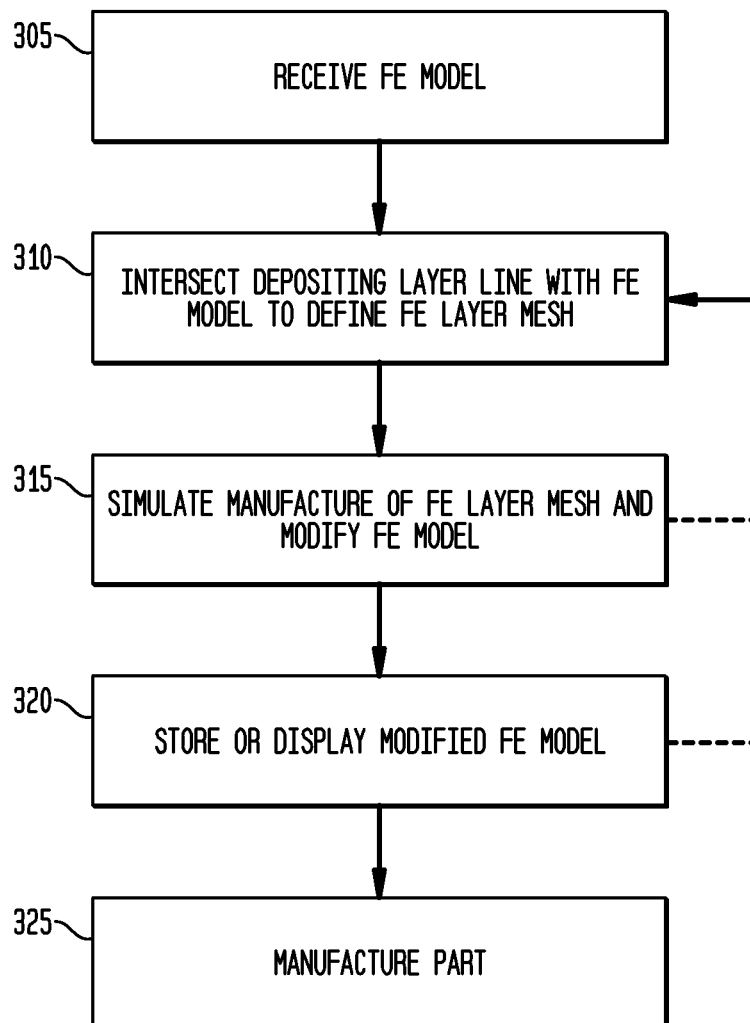 305
RECEIVE FE MODEL
310
INTERSECT DEPOSITING LAYER LINE WITH FE
MODEL TO DEFINE FE LAYER MESH
315
SIMULATE MANUFACTURE OF FE LAYER MESH AND
MODIFY FE MODEL
320
STORE OR DISPLAY MODIFIED FE MODEL
325
MANUFACTURE PART